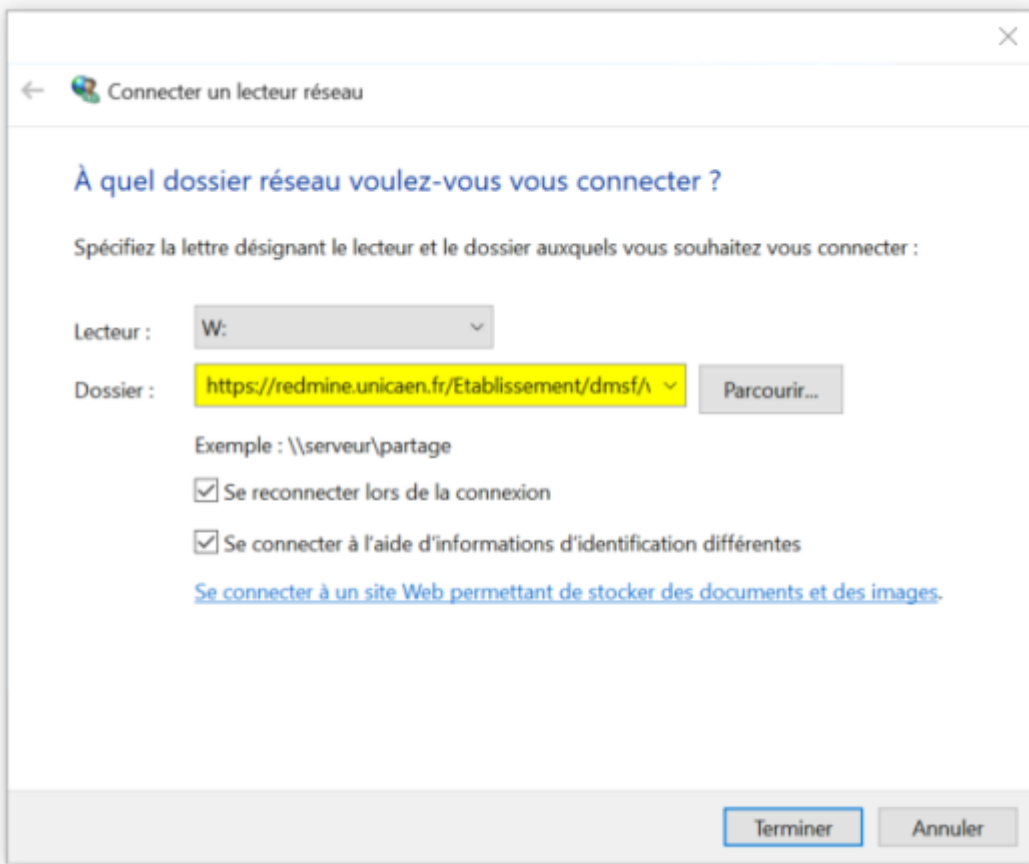 Connecter un lecteur réseau
À quel dossier réseau voulez-vous vous connecter ?
Spécifiez la lettre désignant le lecteur et le dossier auxquels vous souhaitez vous connecter :
Lecteur : W:
Dossier : https://redmine.unicaen.fr/Etablissement/dmsf/ Parcourir...
Exemple : \\serveur\partage
Se reconnecter lors de la connexion
Se connecter à l'aide d'informations d'identification différentes
Se connecter à un site Web permettant de stocker des documents et des images.
Terminer Annuler